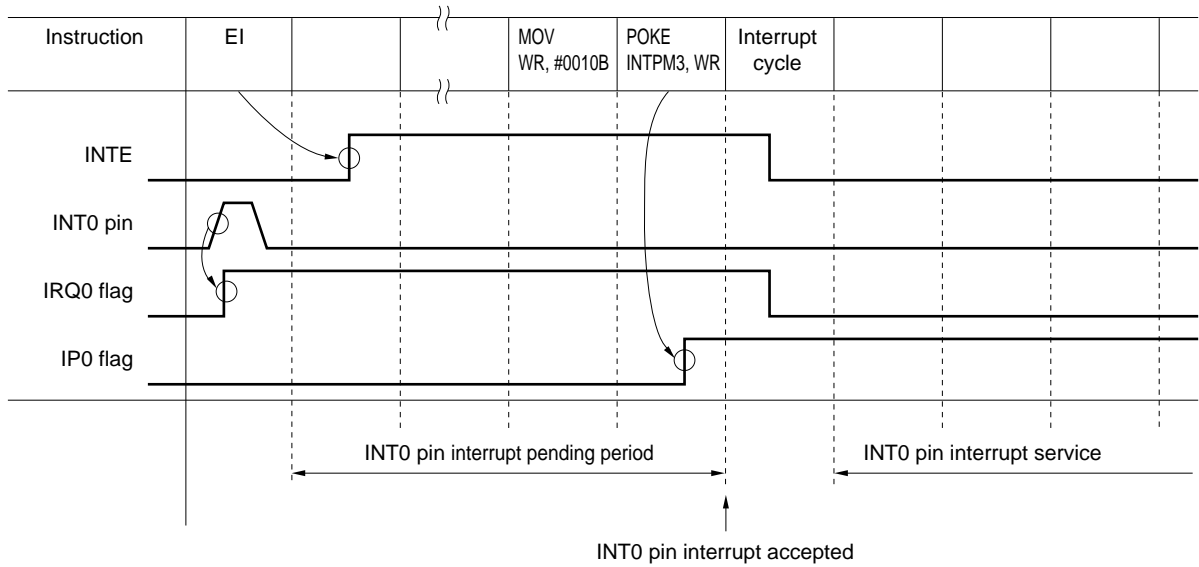 Instruction
EI
MOV
WR, #0010B
POKE
INTPM3, WR
Interrupt
cycle
INTE
INT0 pin
IRQ0 flag
IP0 flag
INT0 pin interrupt pending period
INT0 pin interrupt service
INT0 pin interrupt accepted